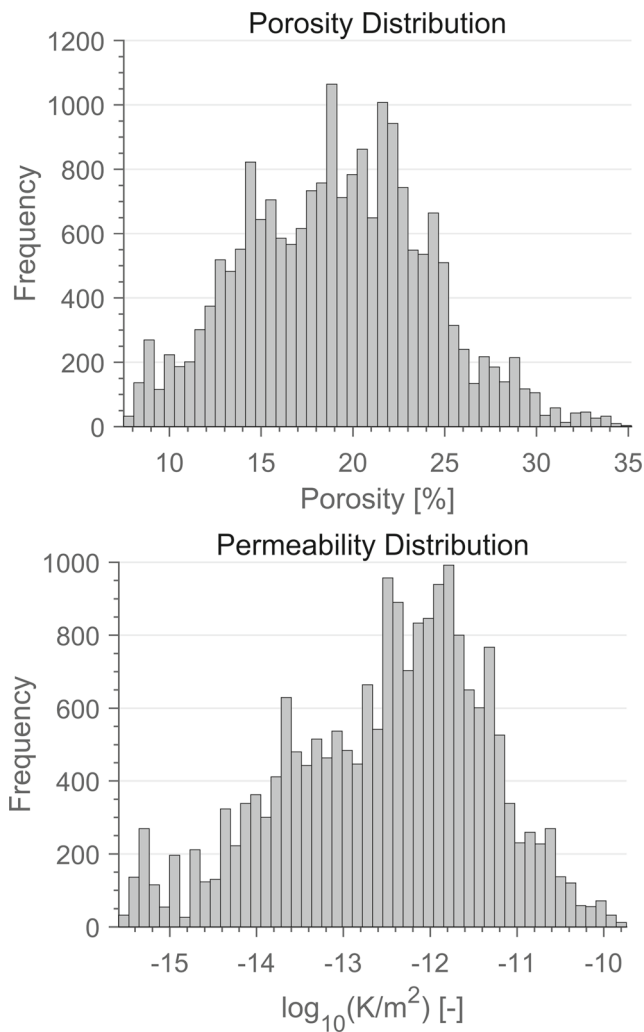 Porosity Distribution
1200
1000
800
600
400
200
0
Frequency
10 15 20 25 30 35
Porosity [%]
Permeability Distribution
1000
800
600
400
200
0
Frequency
-15 -14 -13 -12 -11 -10
log₁₀(K/m²) [-]